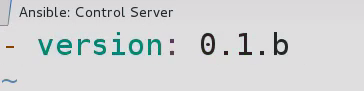 Ansible: Control Server
- version: 0.1.b
~